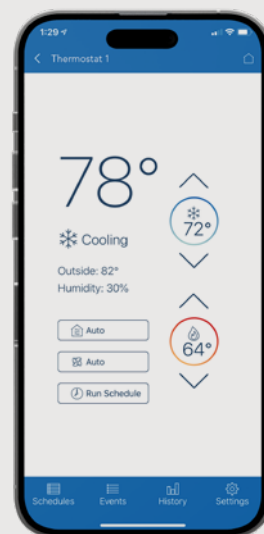 1:29
Thermostat 1
78°
72°
Cooling
Outside: 82°
Humidity: 30%
Auto
64°
Auto
Run Schedule
Schedules Events History Settings